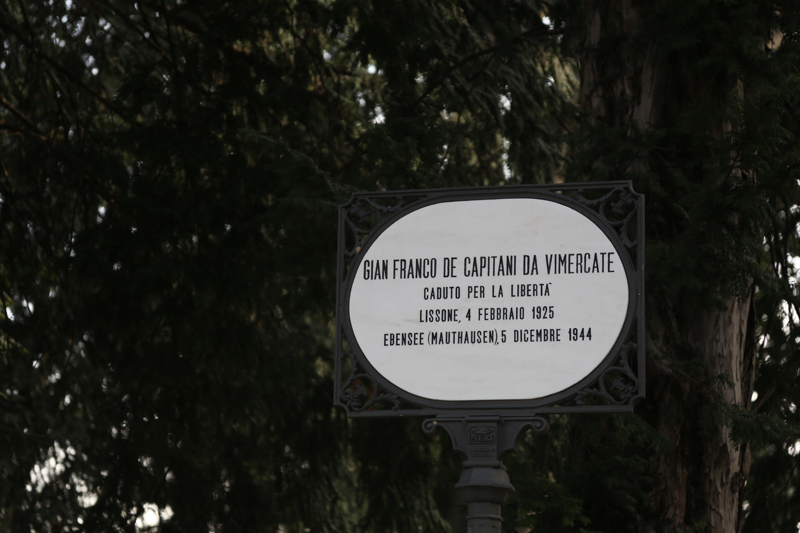 GIAN FRANCO DE CAPITANI DA VIMERCATE
CADUTO PER LA LIBERTA'
LISSONE, 4 FEBBRAIO 1925
EBENSEE (MAUTHAUSEN), 5 DICEMBRE 1944
NERI